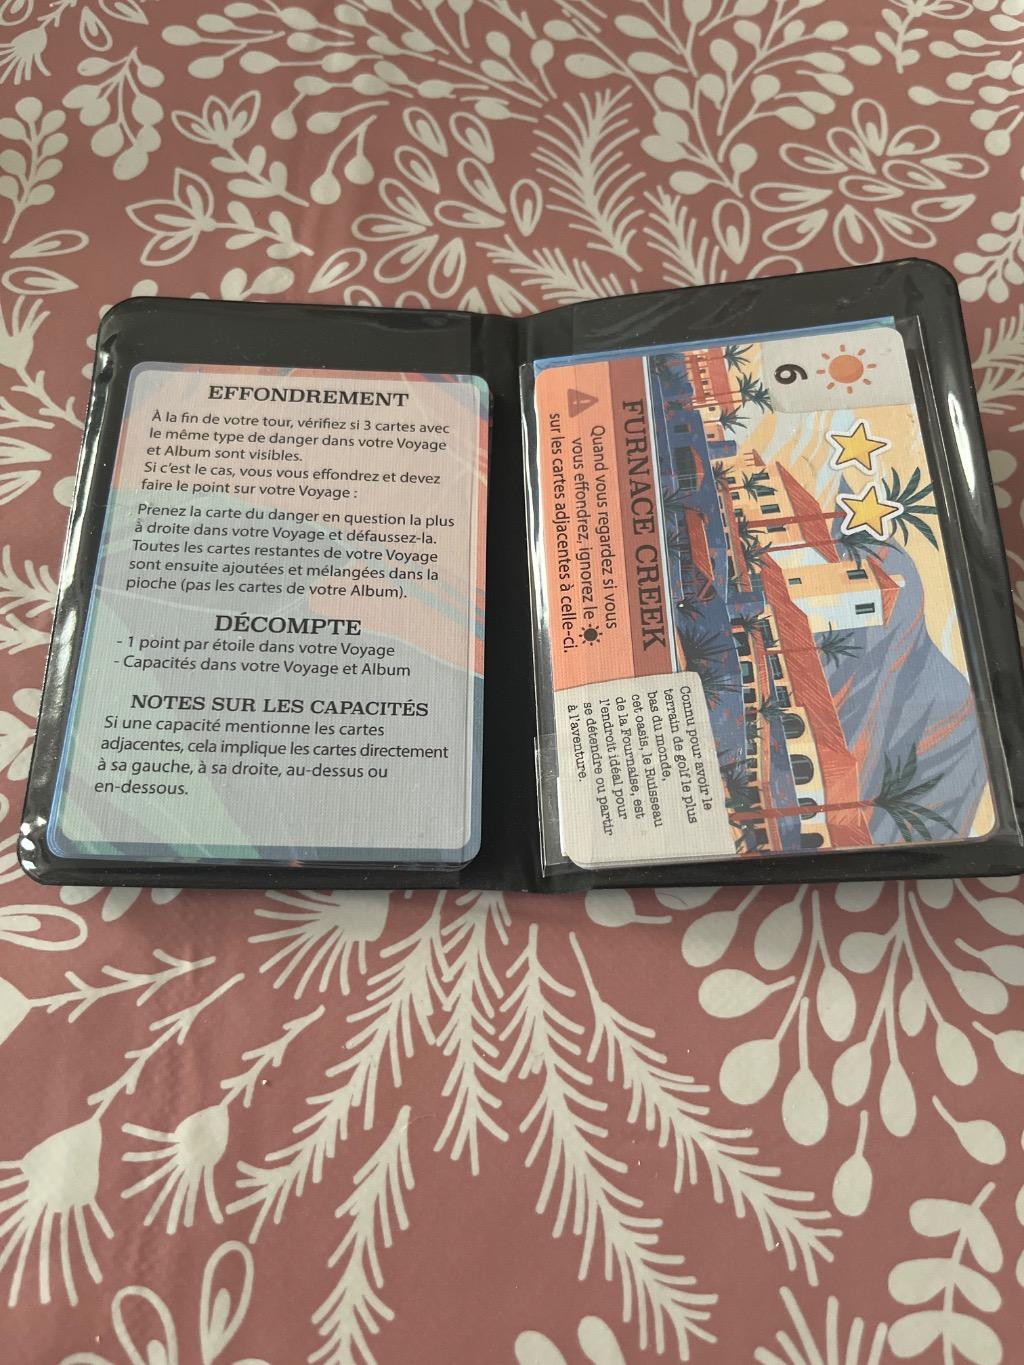 EFFONDREMENT
À la fin de votre tour, vérifiez si 3 cartes avec
le même type de danger dans votre Voyage
et Album sont visibles.
Si c'est le cas, vous vous effondrez et devez
faire le point sur votre Voyage :
Prenez la carte du danger en question la plus
à droite dans votre Voyage et défaussez-la.
Toutes les cartes restantes de votre Voyage
sont ensuite ajoutées et mélangées dans la
pioche (pas les cartes de votre Album).
DÉCOMPTE
- 1 point par étoile dans votre Voyage
- Capacités dans votre Voyage et Album
NOTES SUR LES CAPACITÉS
Si une capacité mentionne les cartes
adjacentes, cela implique les cartes directement
à sa gauche, à sa droite, au-dessus ou
en-dessous.
6
FURNACE CREEK
Quand vous regardez si vous
vous effondrez, ignorez le
sur les cartes adjacentes à celle-ci.
Connu pour avoir le
terrain de golf le plus
bas du monde,
cet oasis, le Ruisseau
de la Fournaise, est
l'endroit idéal pour
se détendre ou partir
à l'aventure.